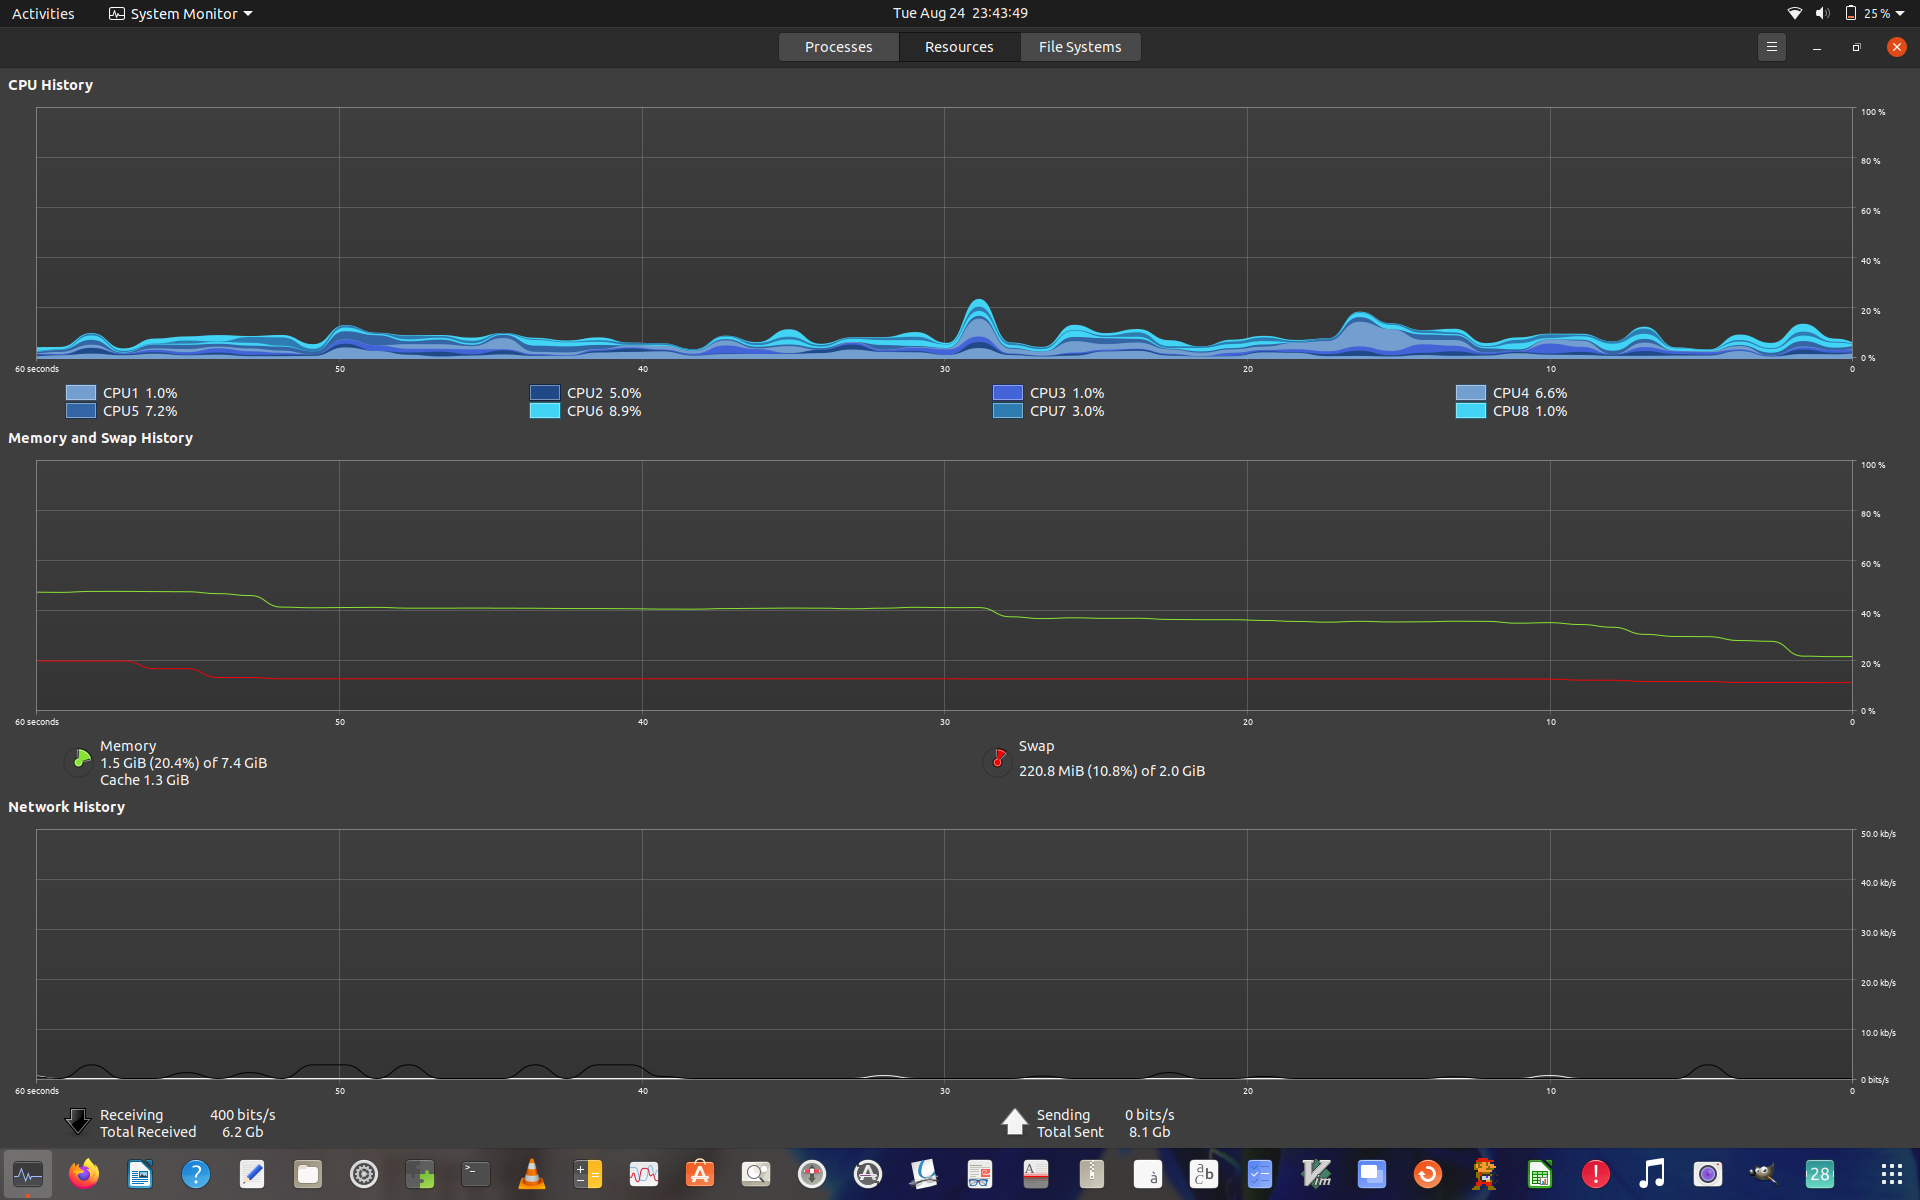 Activities System Monitor Tue Aug 24 23:43:49 25 %
Processes Resources File Systems
CPU History
100 %
80 %
60 %
40 %
20 %
0 %
60 seconds 50 40 30 20 10 0
CPU1 1.0% CPU2 5.0% CPU3 1.0% CPU4 6.6%
CPU5 7.2% CPU6 8.9% CPU7 3.0% CPU8 1.0%
Memory and Swap History
100 %
80 %
60 %
40 %
20 %
0 %
60 seconds 50 40 30 20 10 0
Memory Swap
1.5 GiB (20.4%) of 7.4 GiB 220.8 MiB (10.8%) of 2.0 GiB
Cache 1.3 GiB
Network History
50.0 kb/s
40.0 kb/s
30.0 kb/s
20.0 kb/s
10.0 kb/s
0 bits/s
60 seconds 50 40 30 20 10 0
Receiving 400 bits/s Sending 0 bits/s
Total Received 6.2 Gb Total Sent 8.1 Gb
? >_ A A à a b c Vim ! 28